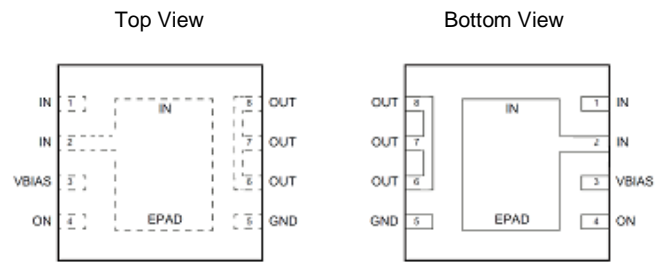 Top View
Bottom View
IN 1 IN 8 OUT
IN 2 7 OUT
VBIAS 3 6 OUT
ON 4 EPAD 5 GND
OUT 8 IN 1 IN
OUT 7 2 IN
OUT 6 3 VBIAS
GND 5 EPAD 4 ON